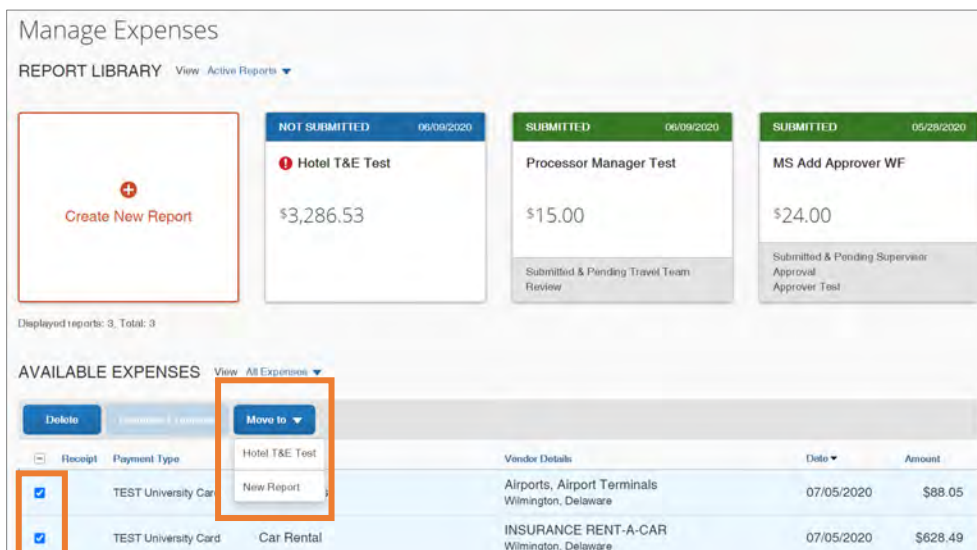 Manage Expenses
REPORT LIBRARY View Active Reports
NOT SUBMITTED 06/09/2020
SUBMITTED 06/09/2020
SUBMITTED 05/28/2020
Create New Report
Hotel T&E Test
$3,286.53
Processor Manager Test
$15.00
Submitted & Pending Travel Team
Review
MS Add Approver WF
$24.00
Submitted & Pending Supervisor
Approval
Approver Test
Displayed reports: 3, Total: 3
AVAILABLE EXPENSES View All Expenses
Delete Move to
Hotel T&E Test
New Report
Receipt Payment Type Vendor Details Date Amount
TEST University Car Airports, Airport Terminals 07/05/2020 $88.05
Wilmington, Delaware
TEST University Card Car Rental INSURANCE RENT-A-CAR 07/05/2020 $628.49
Wilmington, Delaware